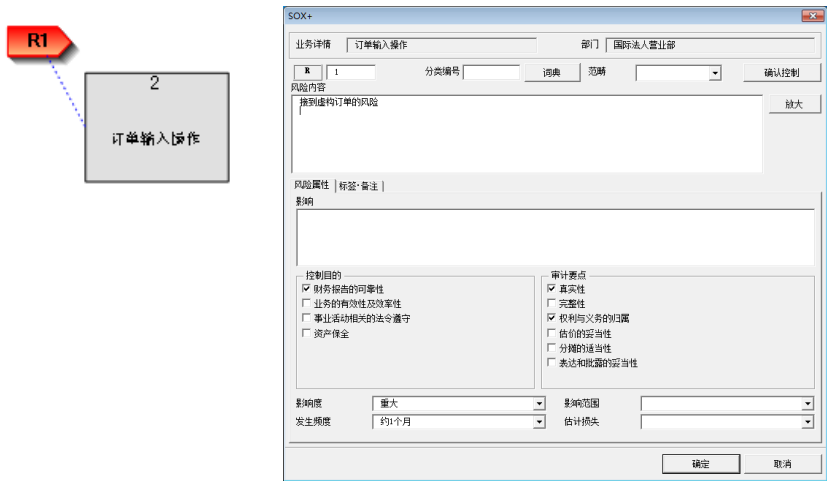 R1
2
订单输入操作
SOX+
业务详情 订单输入操作 部门 国际法人营业部
R 1 分类编号 词典 范畴 确认控制
风险内容
接到虚构订单的风险
放大
风险属性 标签·备注
影响
控制目的
财务报告的可靠性
业务的有效性及效率性
事业活动相关的法令遵守
资产保全
审计要点
真实性
完整性
权利与义务的归属
估价的妥当性
分摊的适当性
表达和批露的妥当性
影响度 重大 影响范围
发生频度 约1个月 估计损失
确定 取消